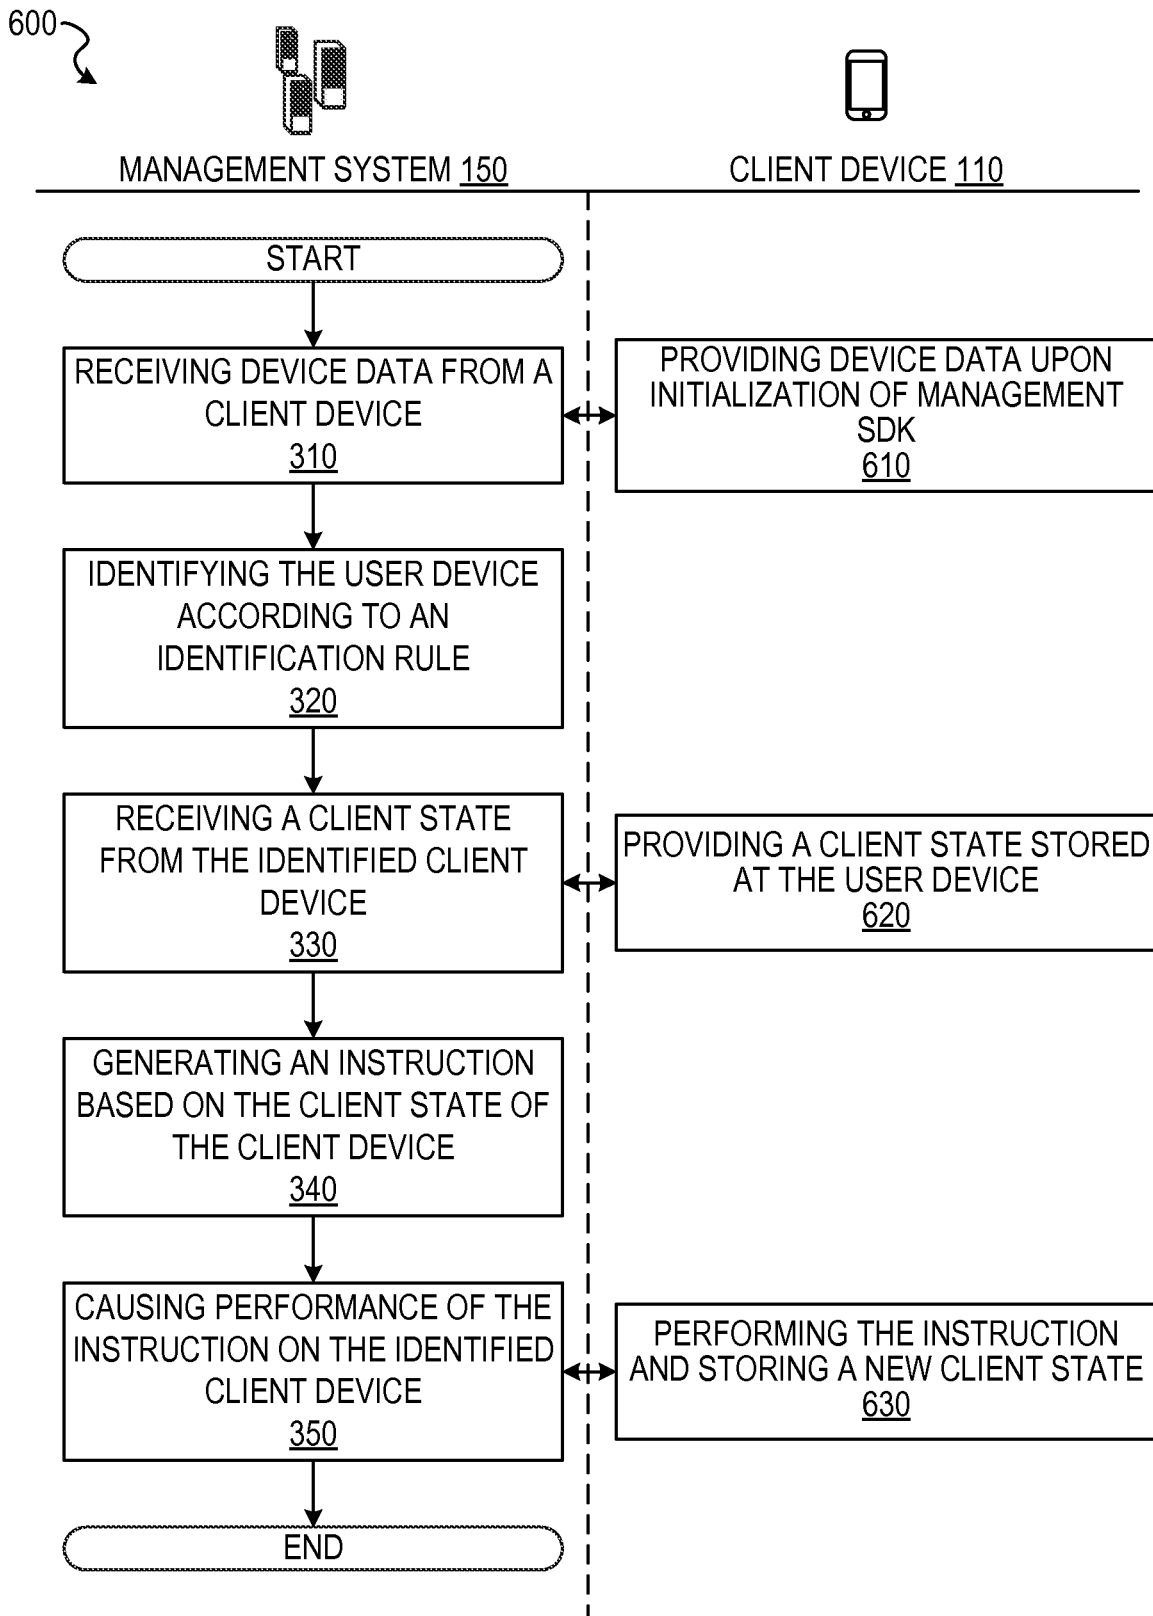 600
MANAGEMENT SYSTEM 150
CLIENT DEVICE 110
START
RECEIVING DEVICE DATA FROM A
CLIENT DEVICE
310
PROVIDING DEVICE DATA UPON
INITIALIZATION OF MANAGEMENT
SDK
610
IDENTIFYING THE USER DEVICE
ACCORDING TO AN
IDENTIFICATION RULE
320
RECEIVING A CLIENT STATE
FROM THE IDENTIFIED CLIENT
DEVICE
330
PROVIDING A CLIENT STATE STORED
AT THE USER DEVICE
620
GENERATING AN INSTRUCTION
BASED ON THE CLIENT STATE OF
THE CLIENT DEVICE
340
CAUSING PERFORMANCE OF THE
INSTRUCTION ON THE IDENTIFIED
CLIENT DEVICE
350
PERFORMING THE INSTRUCTION
AND STORING A NEW CLIENT STATE
630
END